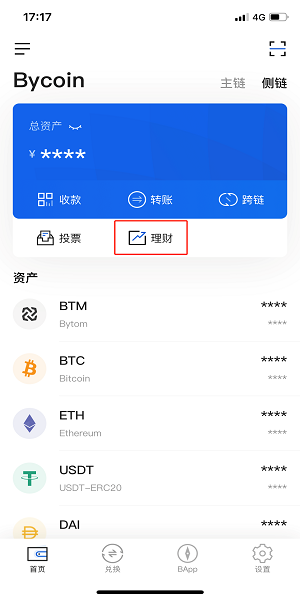 17:17
4G
Bycoin
主链 侧链
总资产
¥ ****
收款 转账 跨链
投票 理财
资产
BTM ****
Bytom ****
BTC ****
Bitcoin ****
ETH ****
Ethereum ****
USDT ****
USDT-ERC20 ****
DAI ****
首页 兑换 BApp 设置